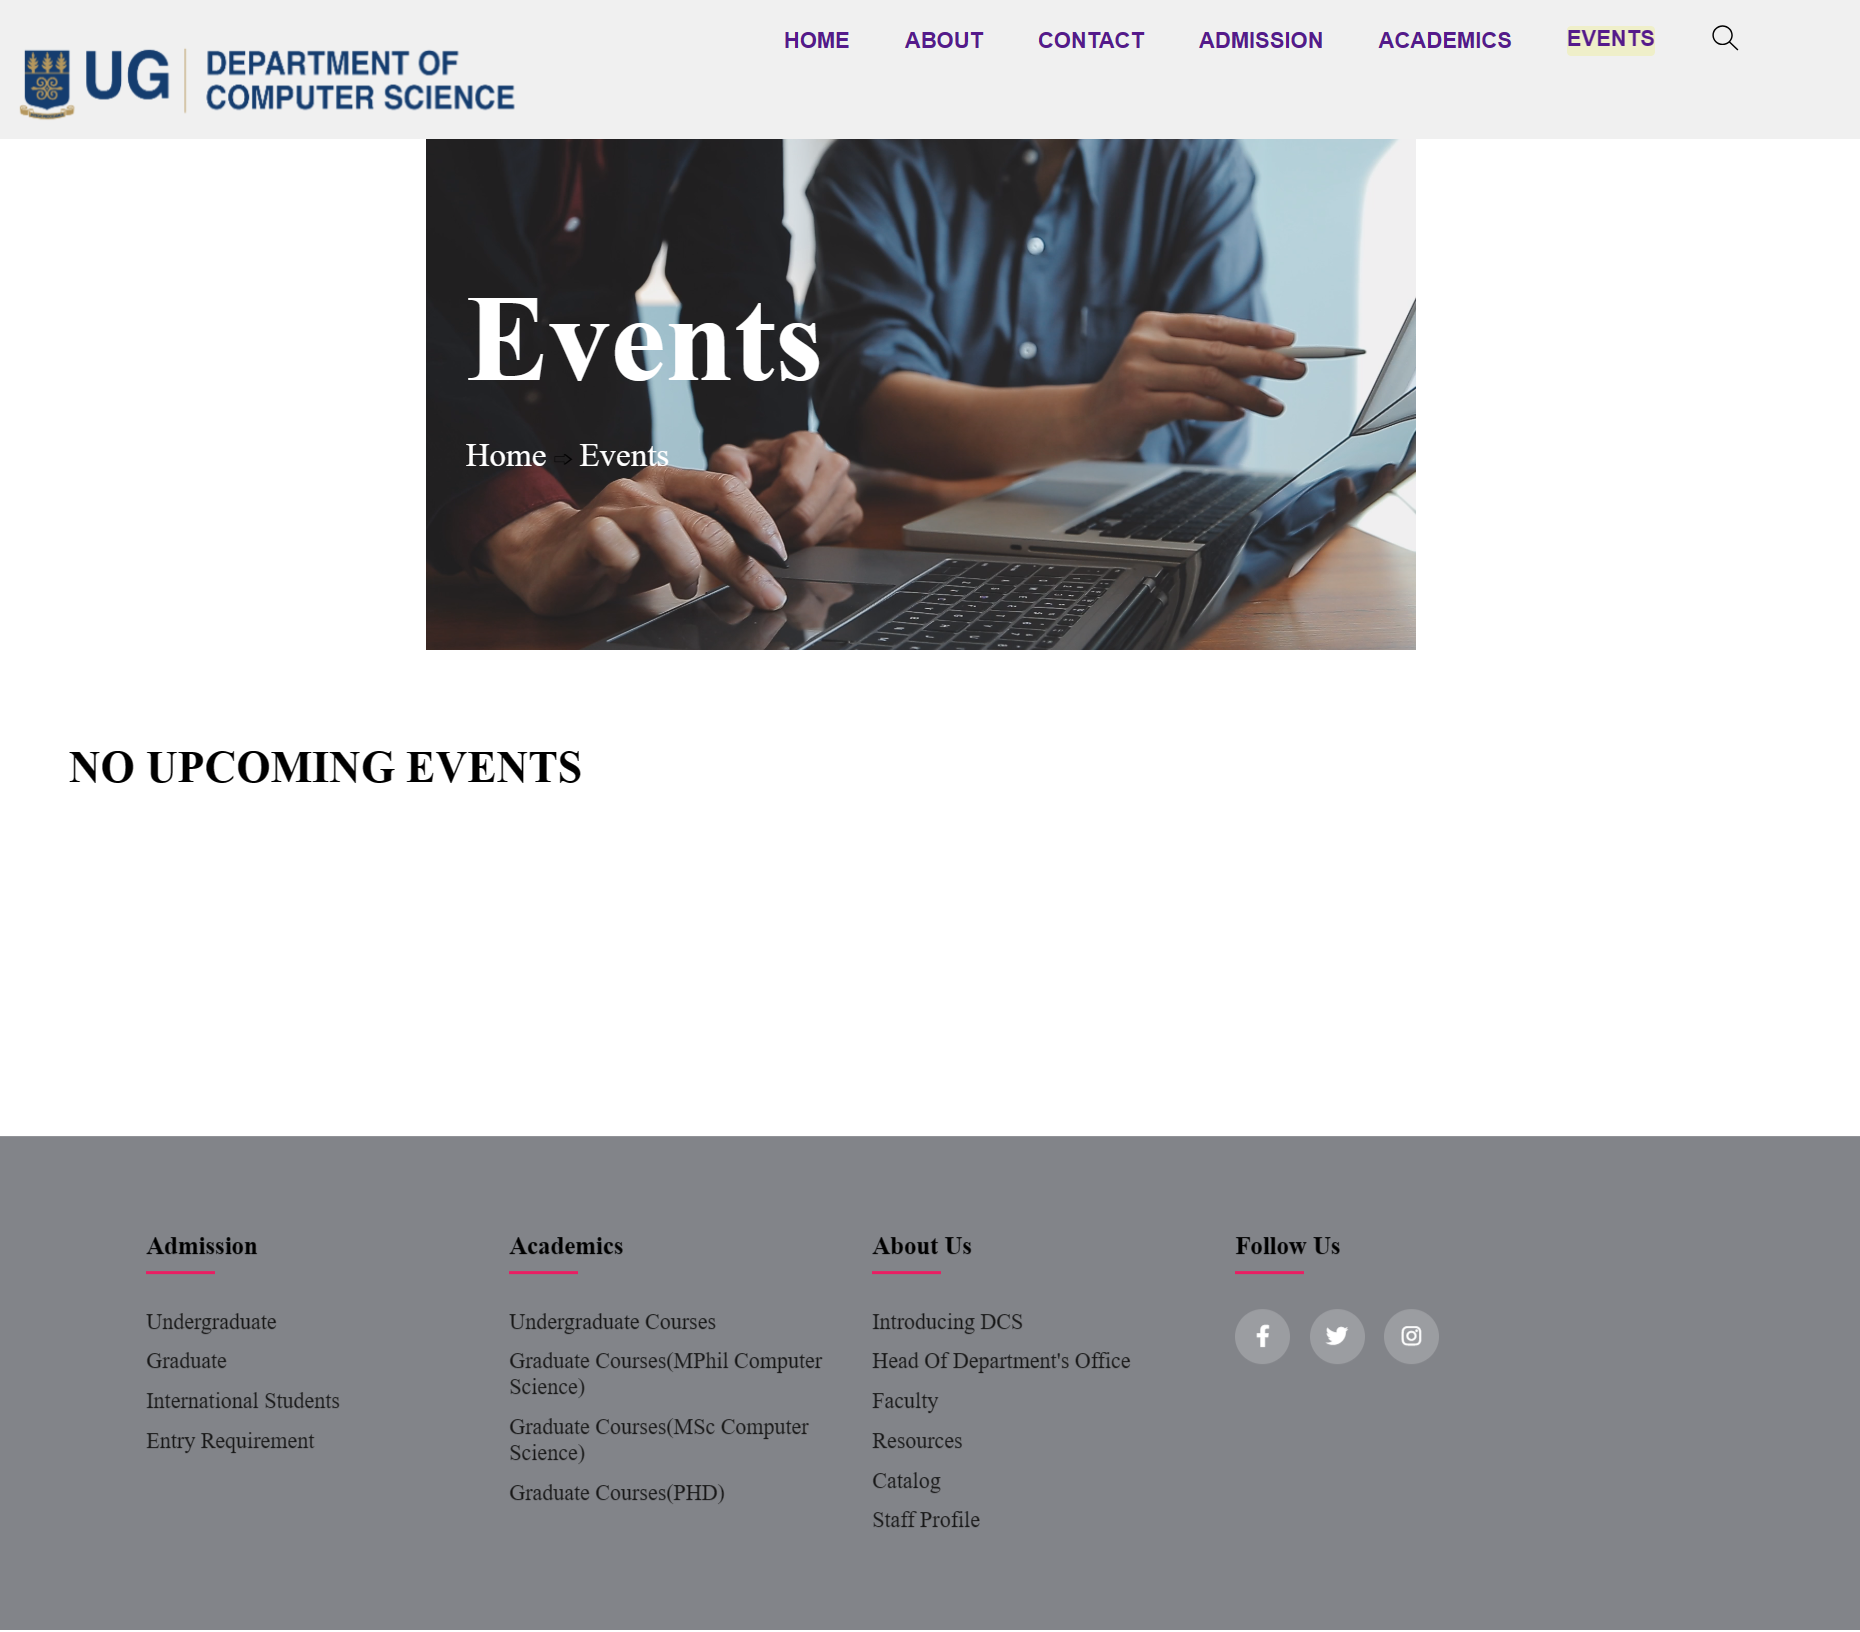 HOME ABOUT CONTACT ADMISSION ACADEMICS EVENTS
UG DEPARTMENT OF
COMPUTER SCIENCE
Events
Home ⇨ Events
NO UPCOMING EVENTS
Admission
Undergraduate
Graduate
International Students
Entry Requirement
Academics
Undergraduate Courses
Graduate Courses(MPhil Computer
Science)
Graduate Courses(MSc Computer
Science)
Graduate Courses(PHD)
About Us
Introducing DCS
Head Of Department's Office
Faculty
Resources
Catalog
Staff Profile
Follow Us